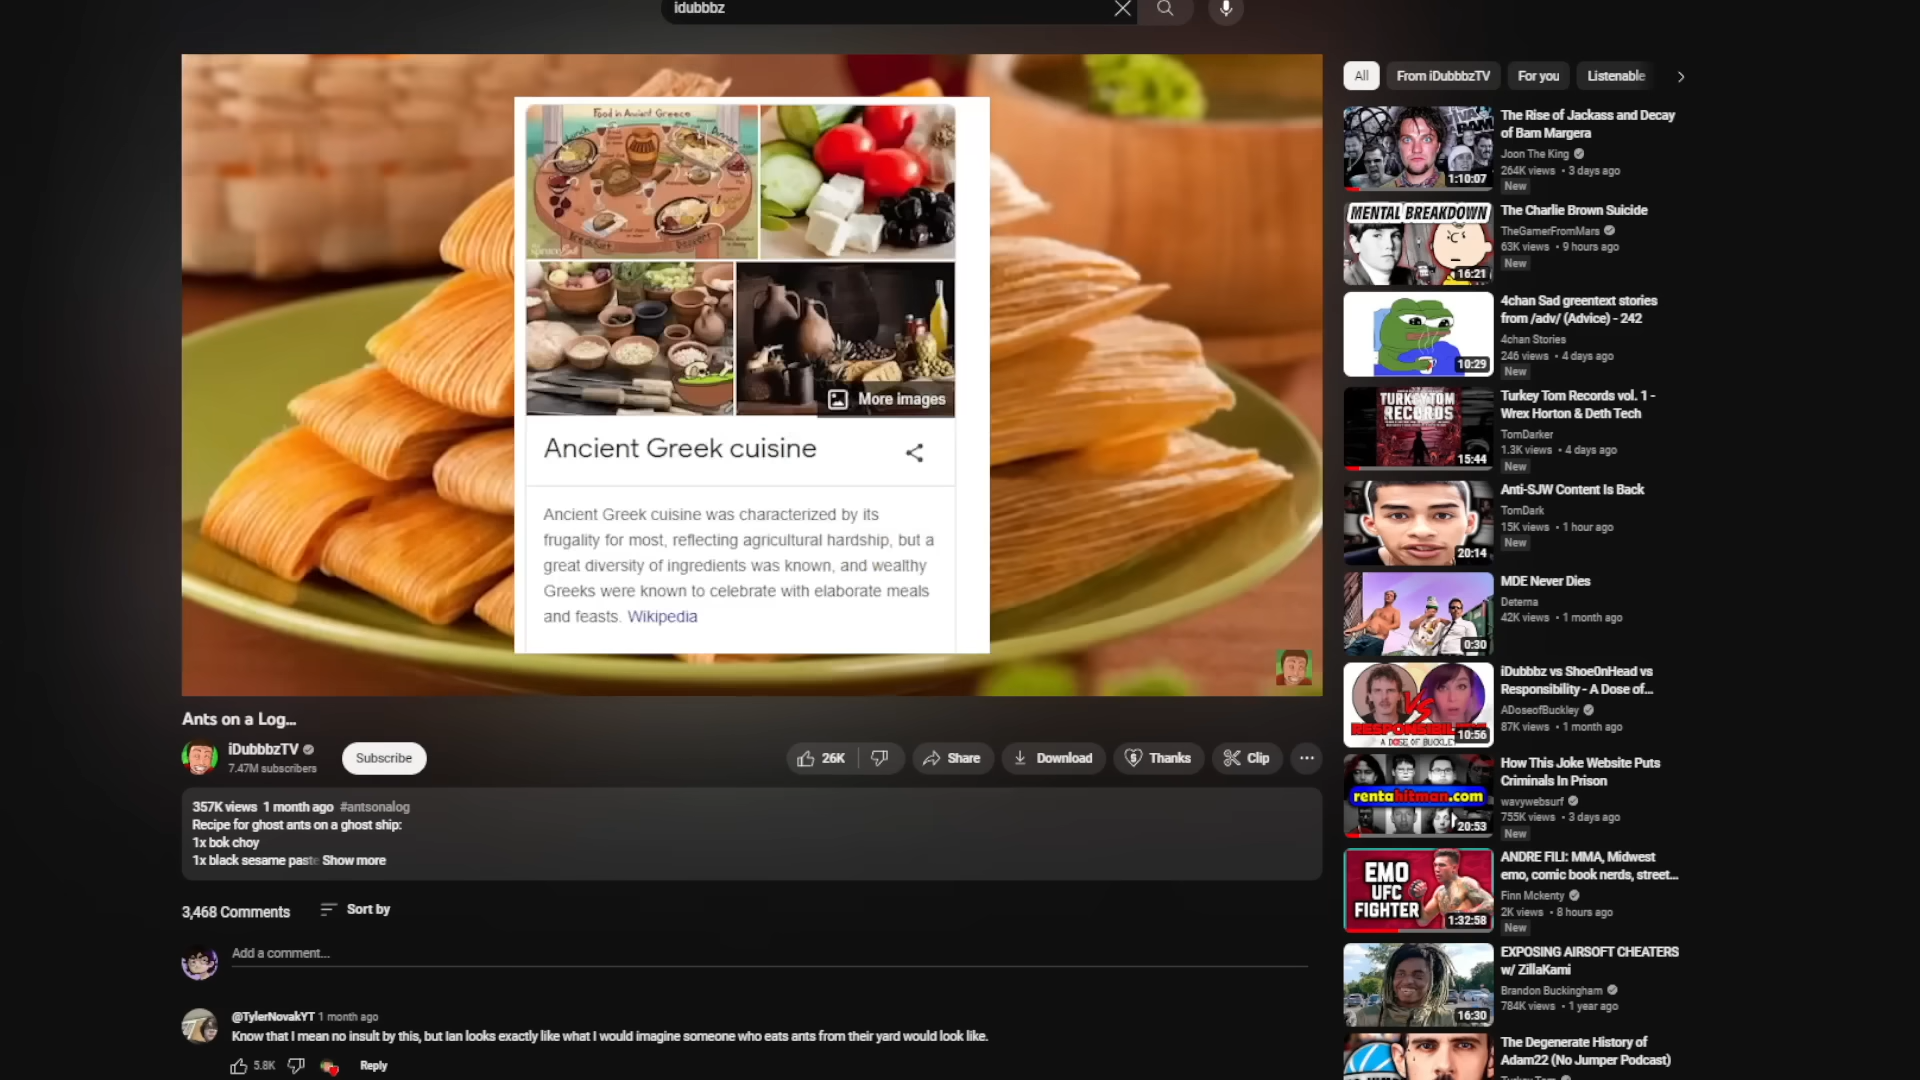 idubbbz
Food in Ancient Greece
Breakfast
Dessert
More images
Ancient Greek cuisine
Ancient Greek cuisine was characterized by its
frugality for most, reflecting agricultural hardship, but a
great diversity of ingredients was known, and wealthy
Greeks were known to celebrate with elaborate meals
and feasts. Wikipedia
Ants on a Log...
iDubbbzTV
7.47M subscribers
Subscribe
26K
Share
Download
Thanks
Clip
357K views 1 month ago #antsonalog
Recipe for ghost ants on a ghost ship:
1x bok choy
1x black sesame paste Show more
3,468 Comments
Sort by
Add a comment...
@TylerNovakYT 1 month ago
Know that I mean no insult by this, but Ian looks exactly like what I would imagine someone who eats ants from their yard would look like.
5.8K
Reply
All
From iDubbbzTV
For you
Listenable
1:10:07
The Rise of Jackass and Decay
of Bam Margera
Joon The King
264K views • 3 days ago
New
MENTAL BREAKDOWN
16:21
The Charlie Brown Suicide
TheGamerFromMars
63K views • 9 hours ago
New
10:29
4chan Sad greentext stories
from /adv/ (Advice) - 242
4chan Stories
246 views • 4 days ago
New
TURKEY TOM
RECORDS
15:44
Turkey Tom Records vol. 1 -
Wrex Horton & Deth Tech
TomDarker
1.3K views • 4 days ago
New
20:14
Anti-SJW Content Is Back
TomDark
15K views • 1 hour ago
New
0:30
MDE Never Dies
Deterna
42K views • 1 month ago
VS
A DOSE OF BUCKLEY
10:56
iDubbbz vs Shoe0nHead vs
Responsibility - A Dose of...
ADoseofBuckley
87K views • 1 month ago
rentahitman.com
20:53
How This Joke Website Puts
Criminals In Prison
wavywebsurf
755K views • 3 days ago
New
EMO
UFC
FIGHTER
1:32:58
ANDRE FILI: MMA, Midwest
emo, comic book nerds, street...
Finn Mckenty
2K views • 8 hours ago
New
16:30
EXPOSING AIRSOFT CHEATERS
w/ ZillaKami
Brandon Buckingham
784K views • 1 year ago
The Degenerate History of
Adam22 (No Jumper Podcast)
Turkey Tom